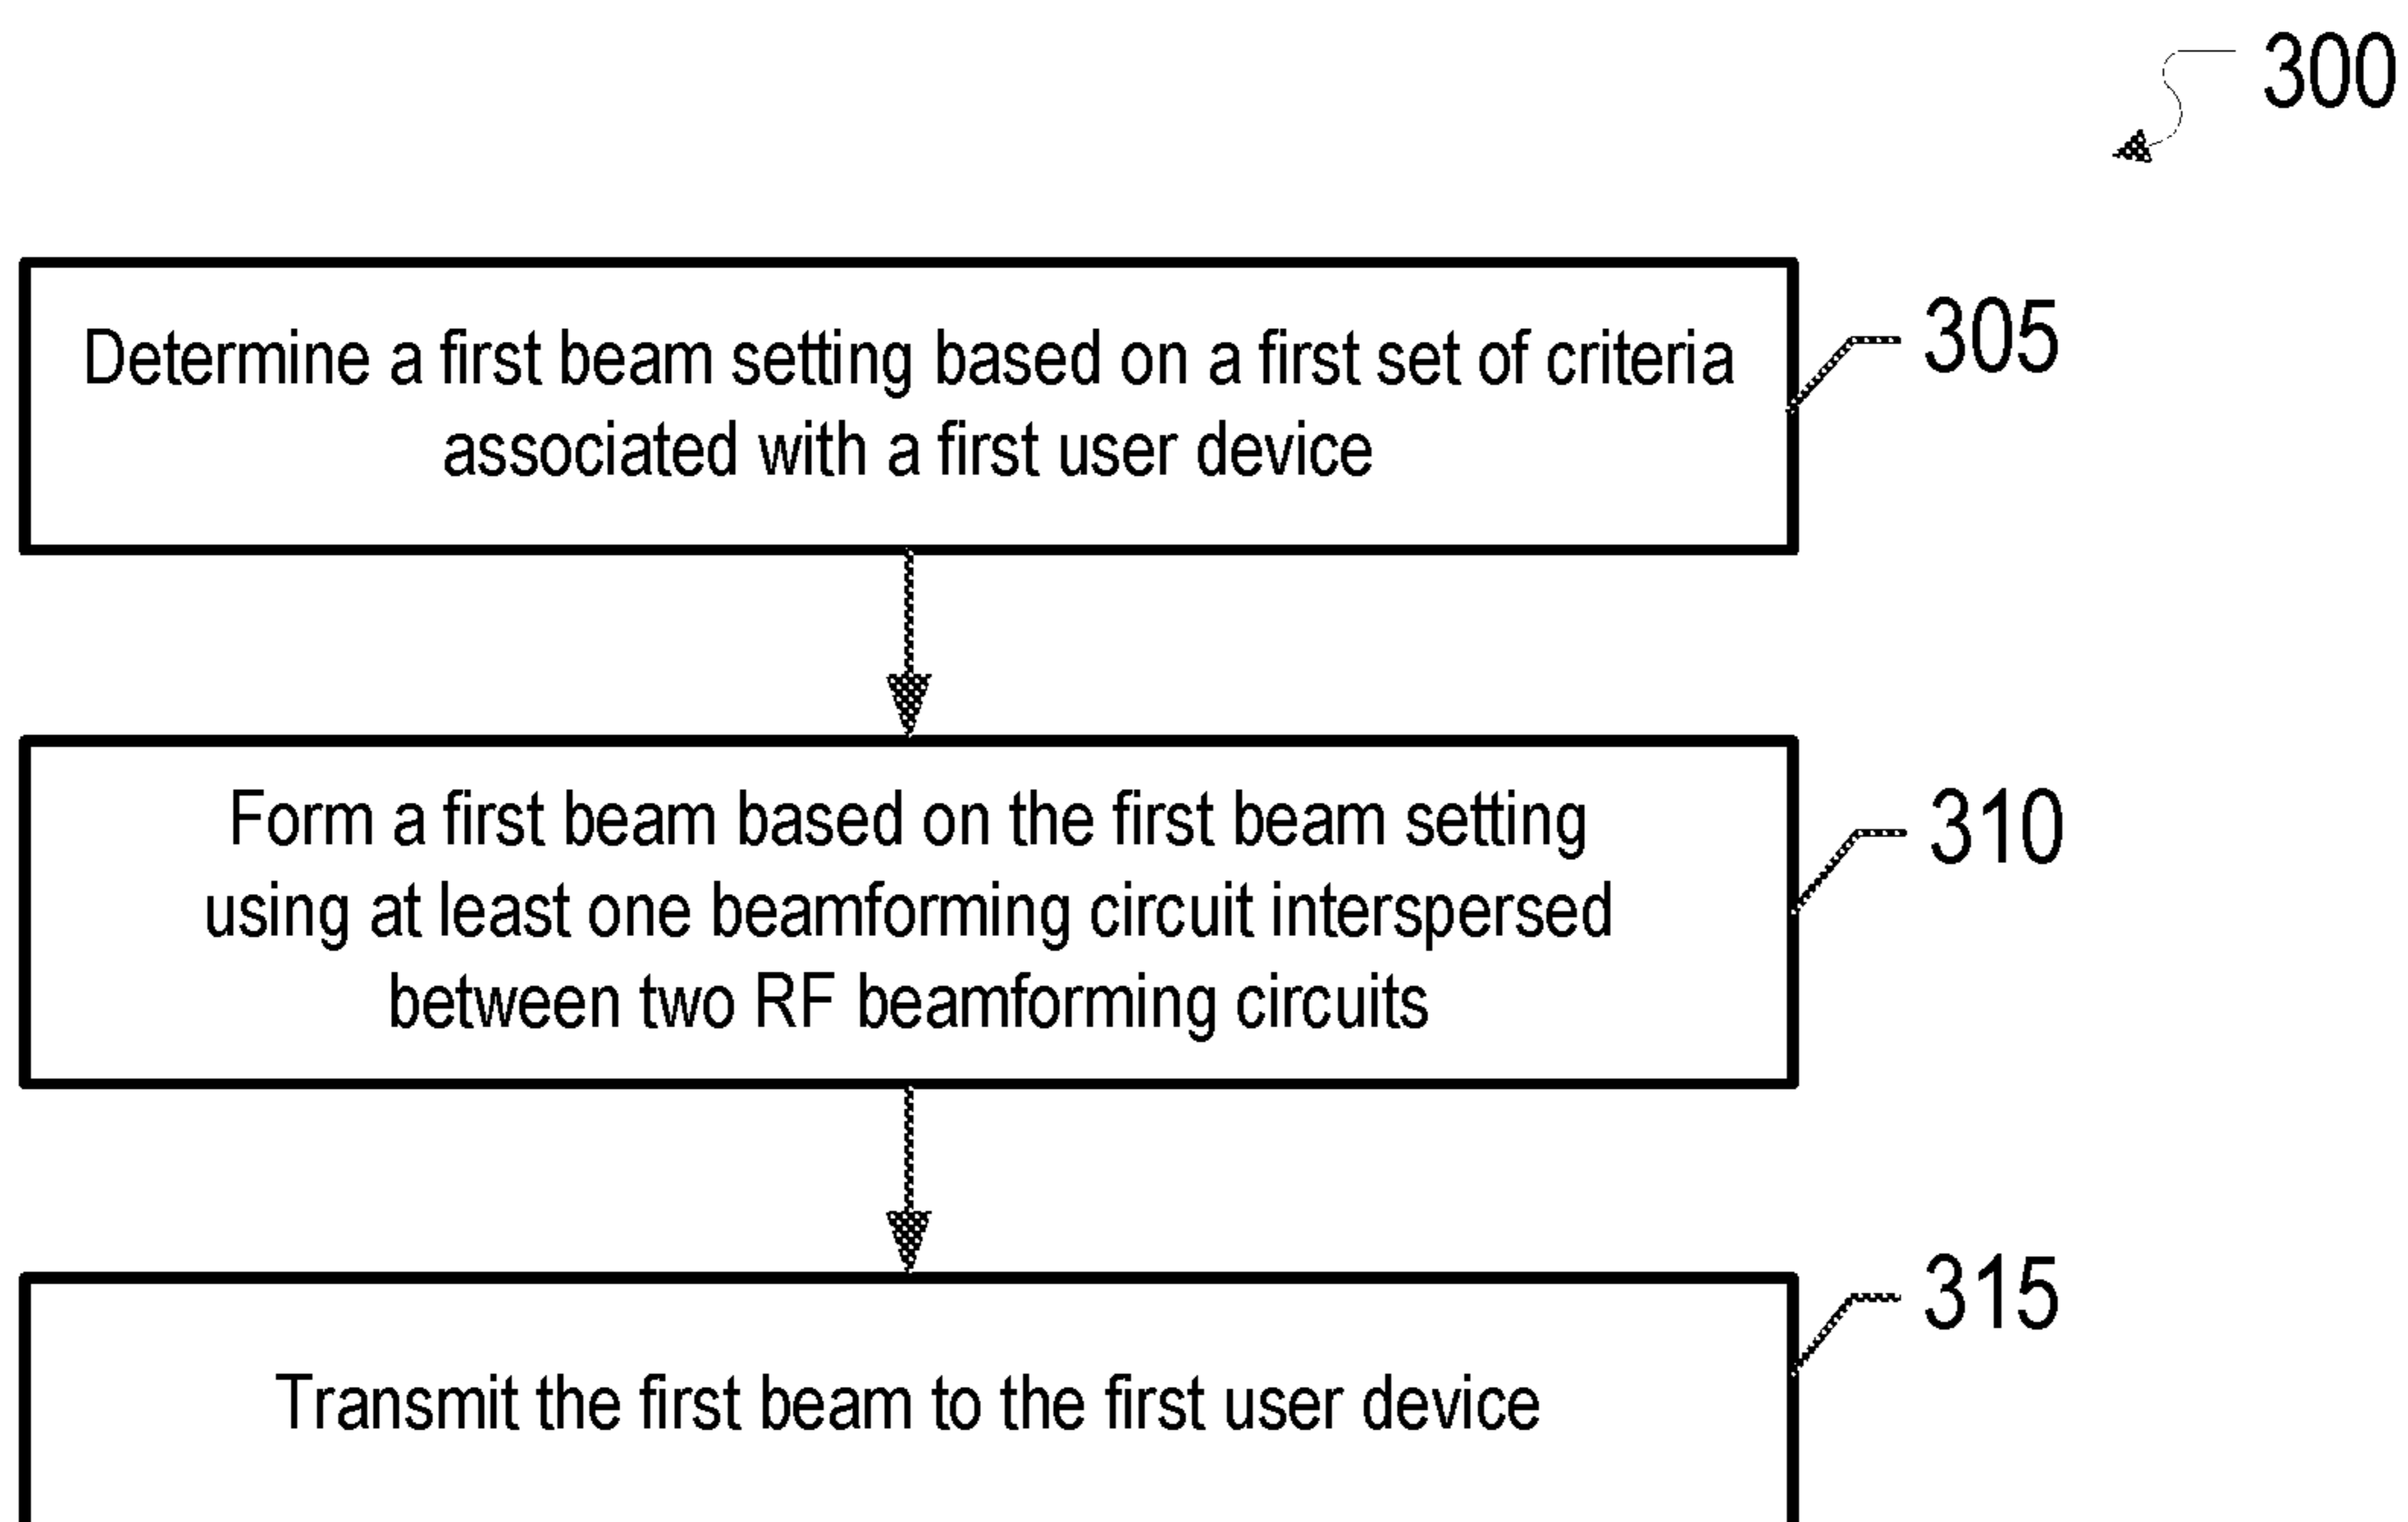 300
Determine a first beam setting based on a first set of criteria
associated with a first user device
305
Form a first beam based on the first beam setting
using at least one beamforming circuit interspersed
between two RF beamforming circuits
310
Transmit the first beam to the first user device
315